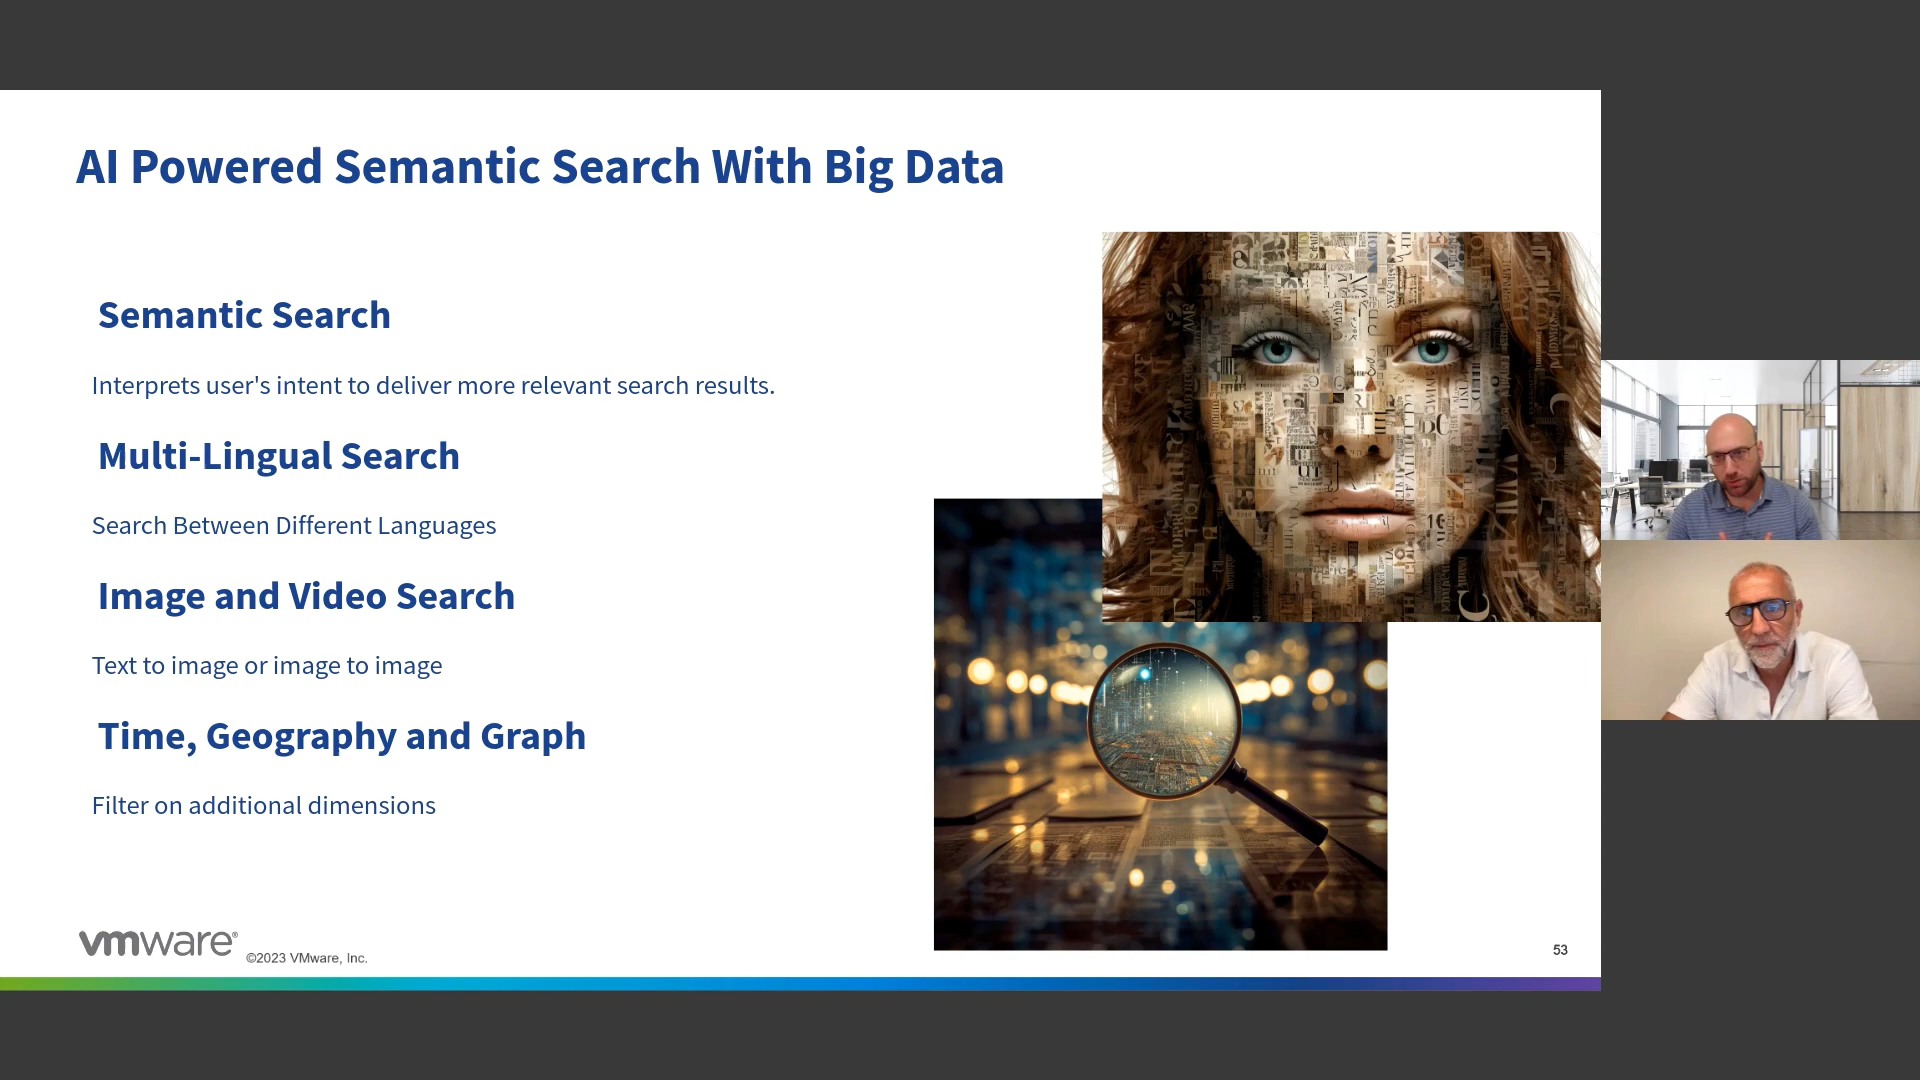 AI Powered Semantic Search With Big Data
Semantic Search
Interprets user's intent to deliver more relevant search results.
Multi-Lingual Search
Search Between Different Languages
Image and Video Search
Text to image or image to image
Time, Geography and Graph
Filter on additional dimensions
vmware®
©2023 VMware, Inc.
53